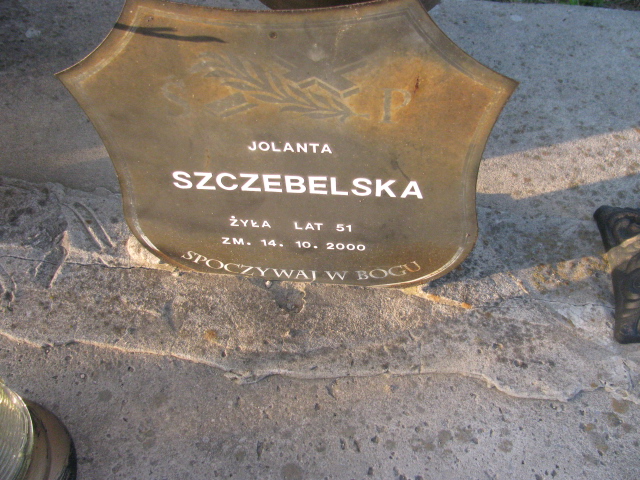 S P
JOLANTA
SZCZEBELSKA
ŻYŁA LAT 51
ZM. 14. 10. 2000
SPOCZYWAJ W BOGU